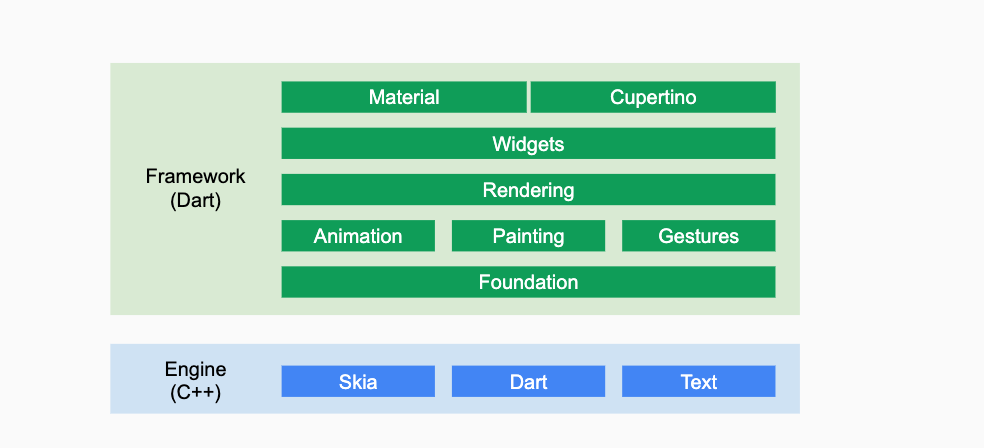 Material Cupertino
Widgets
Framework
(Dart)
Rendering
Animation Painting Gestures
Foundation
Engine
(C++)
Skia Dart Text